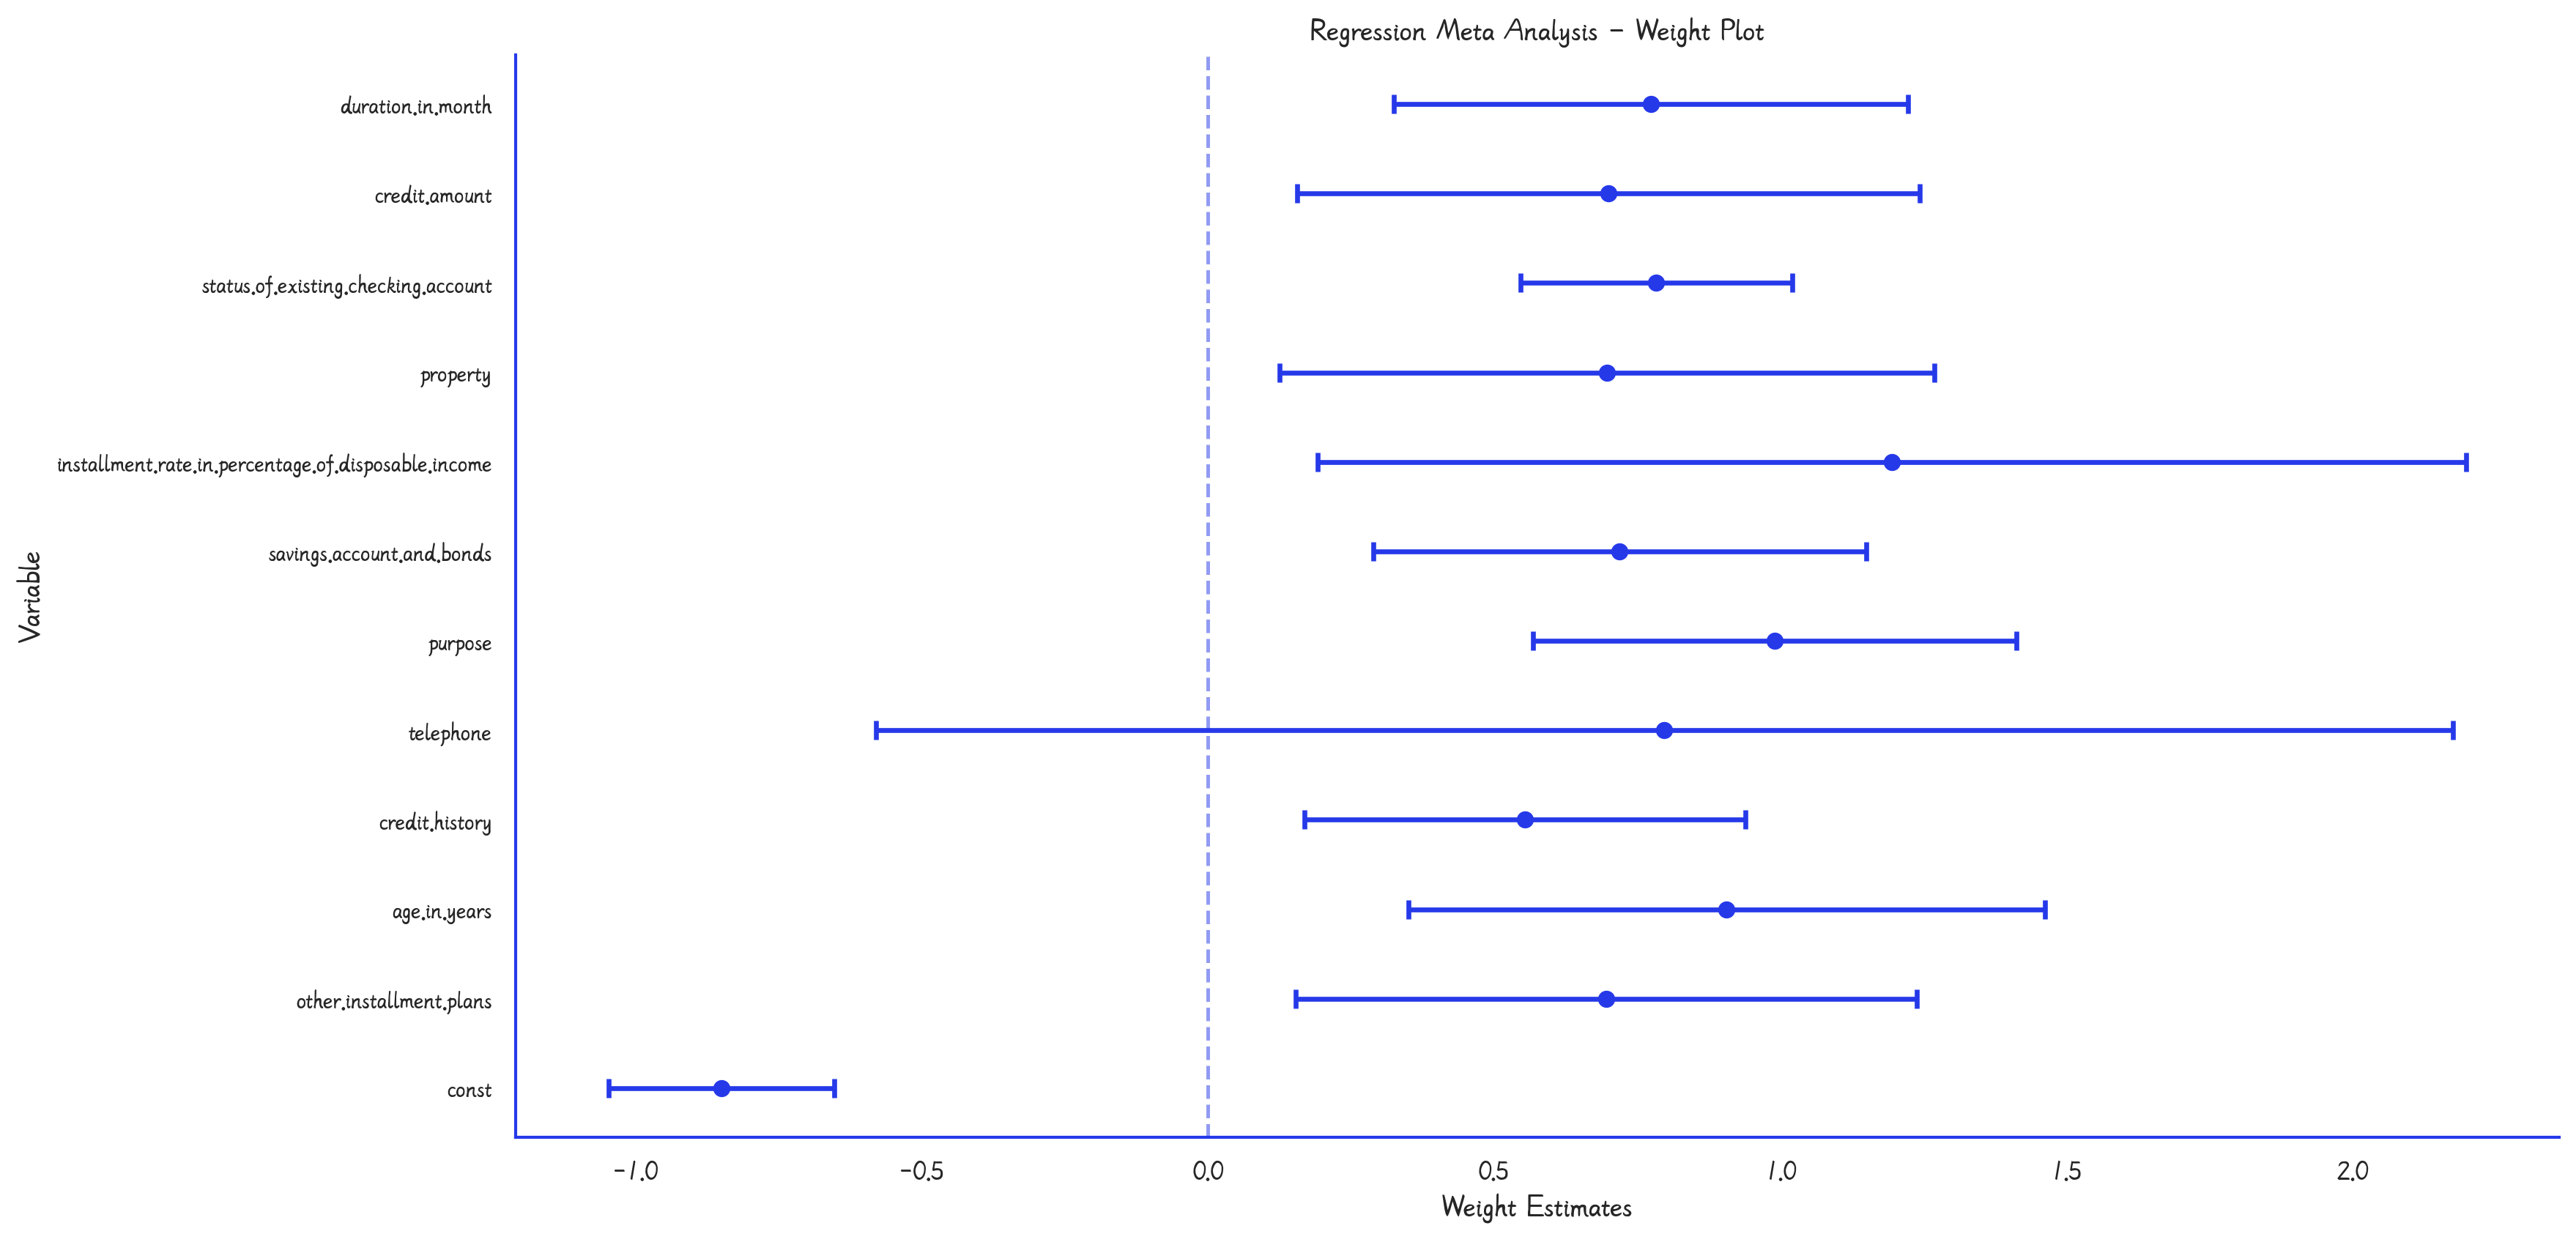 Regression Meta Analysis - Weight Plot
duration.in.month
credit.amount
status.of.existing.checking.account
property
installment.rate.in.percentage.of.disposable.income
savings.account.and.bonds
purpose
telephone
credit.history
age.in.years
other.installment.plans
const
Variable
−1.0 −0.5 0.0 0.5 1.0 1.5 2.0
Weight Estimates